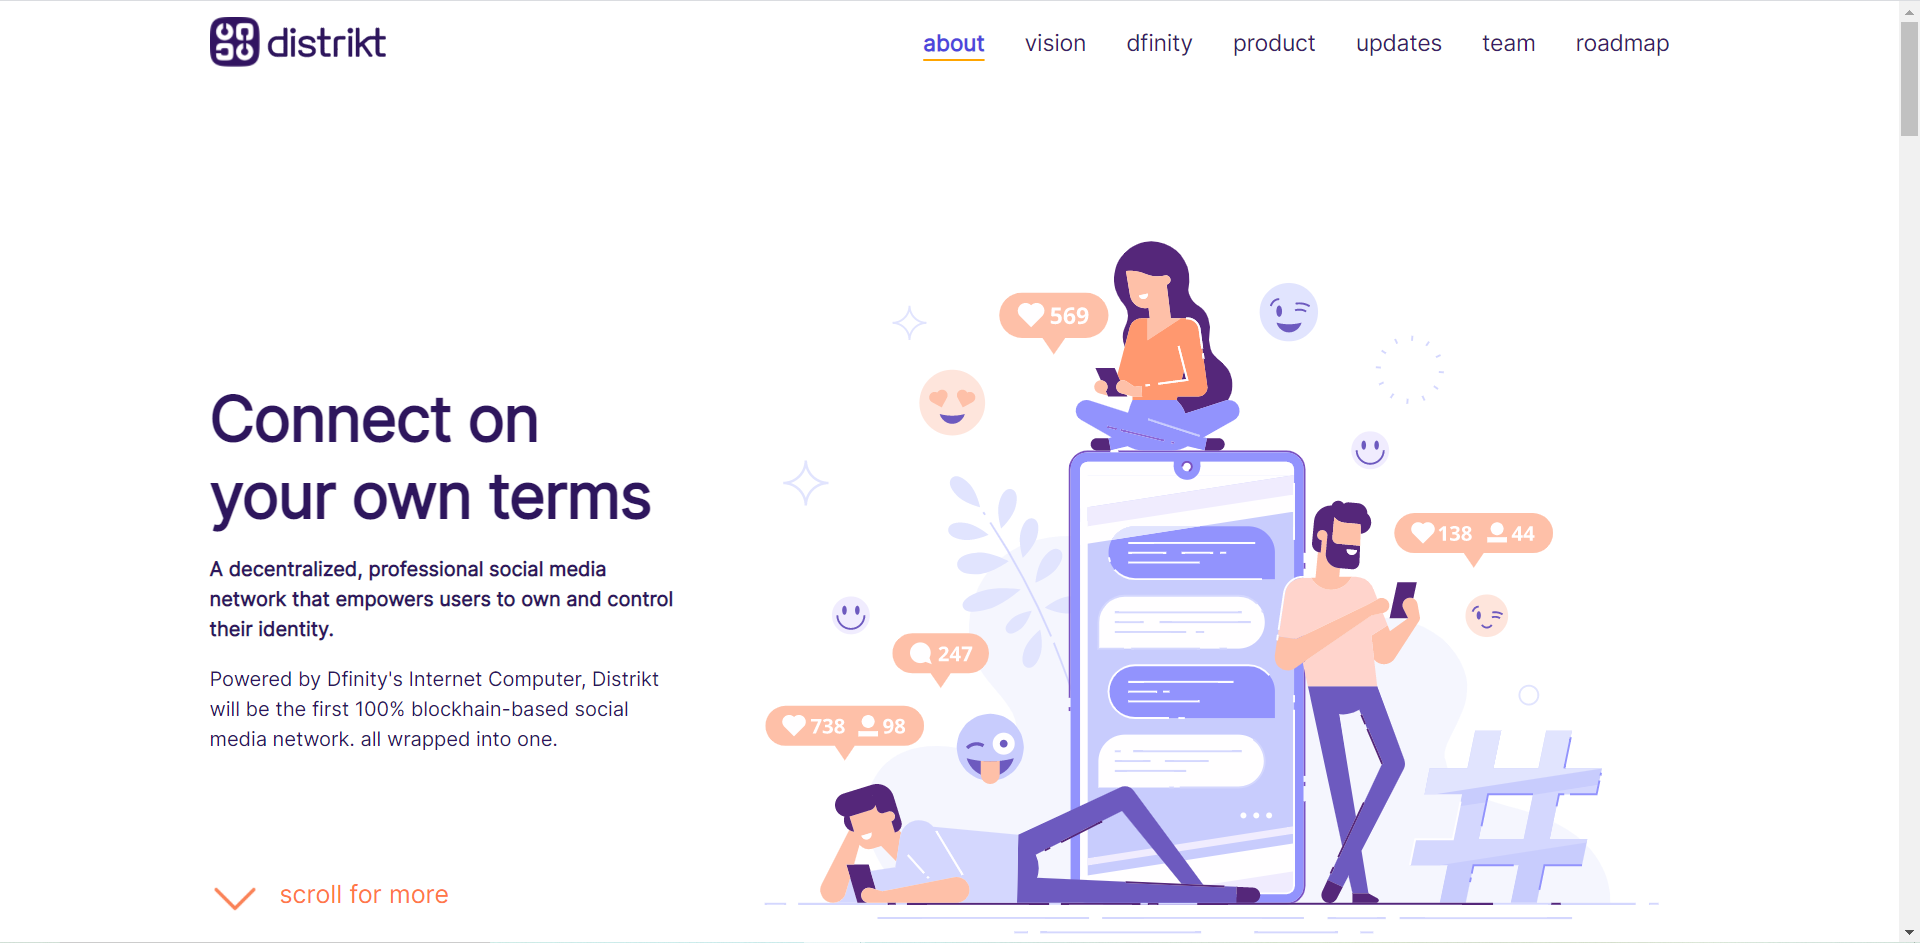 distrikt
about vision dfinity product updates team roadmap
569
Connect on
your own terms
138 44
A decentralized, professional social media
network that empowers users to own and control
their identity.
247
Powered by Dfinity's Internet Computer, Distrikt
will be the first 100% blockhain-based social
media network. all wrapped into one.
738 98
scroll for more